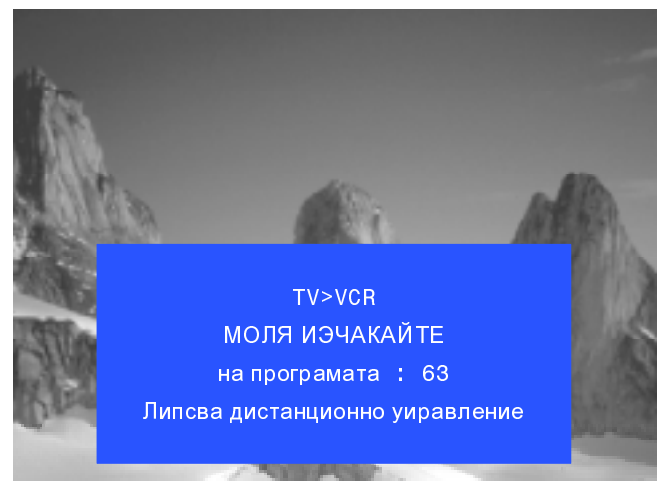 TV>VCR
МОЛЯ ИЭЧАКАЙТЕ
на програмата : 63
Липсва дистанционно уиравление